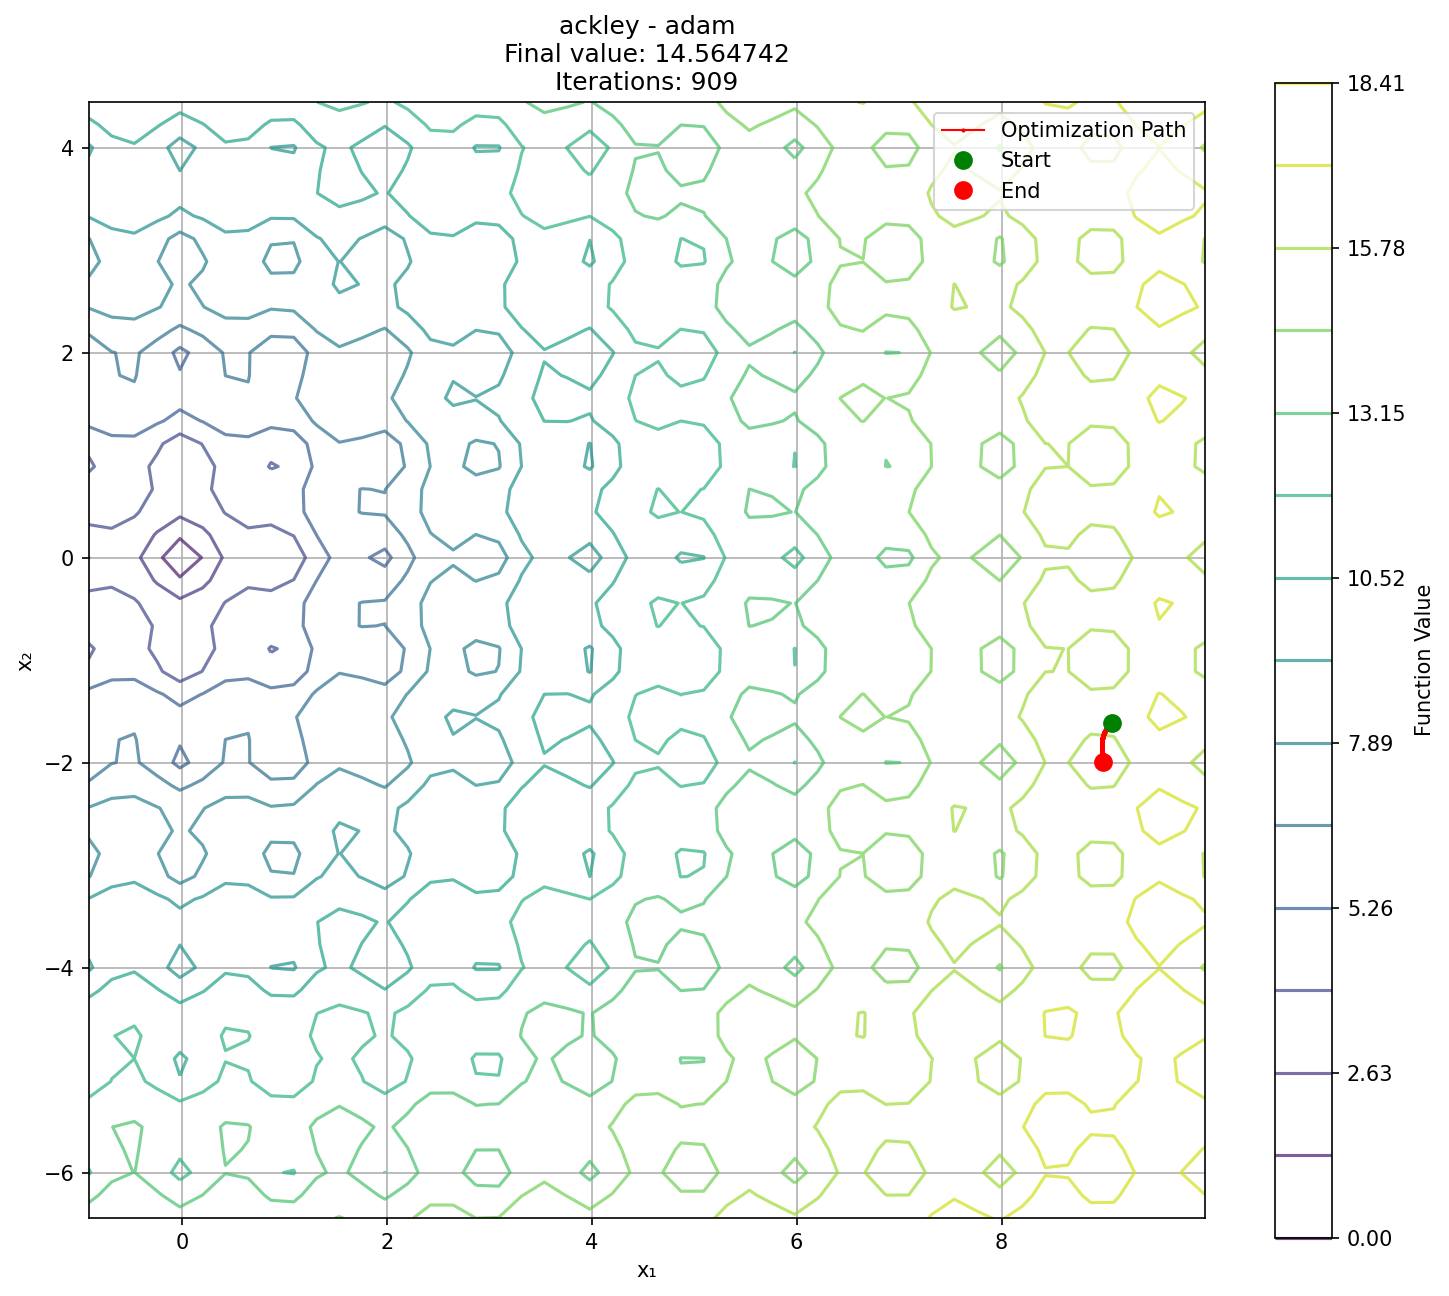 ackley - adam
Final value: 14.564742
Iterations: 909
Optimization Path
Start
End
4
2
0
−2
−4
−6
x₂
0
2
4
6
8
x₁
18.41
15.78
13.15
10.52
7.89
5.26
2.63
0.00
Function Value